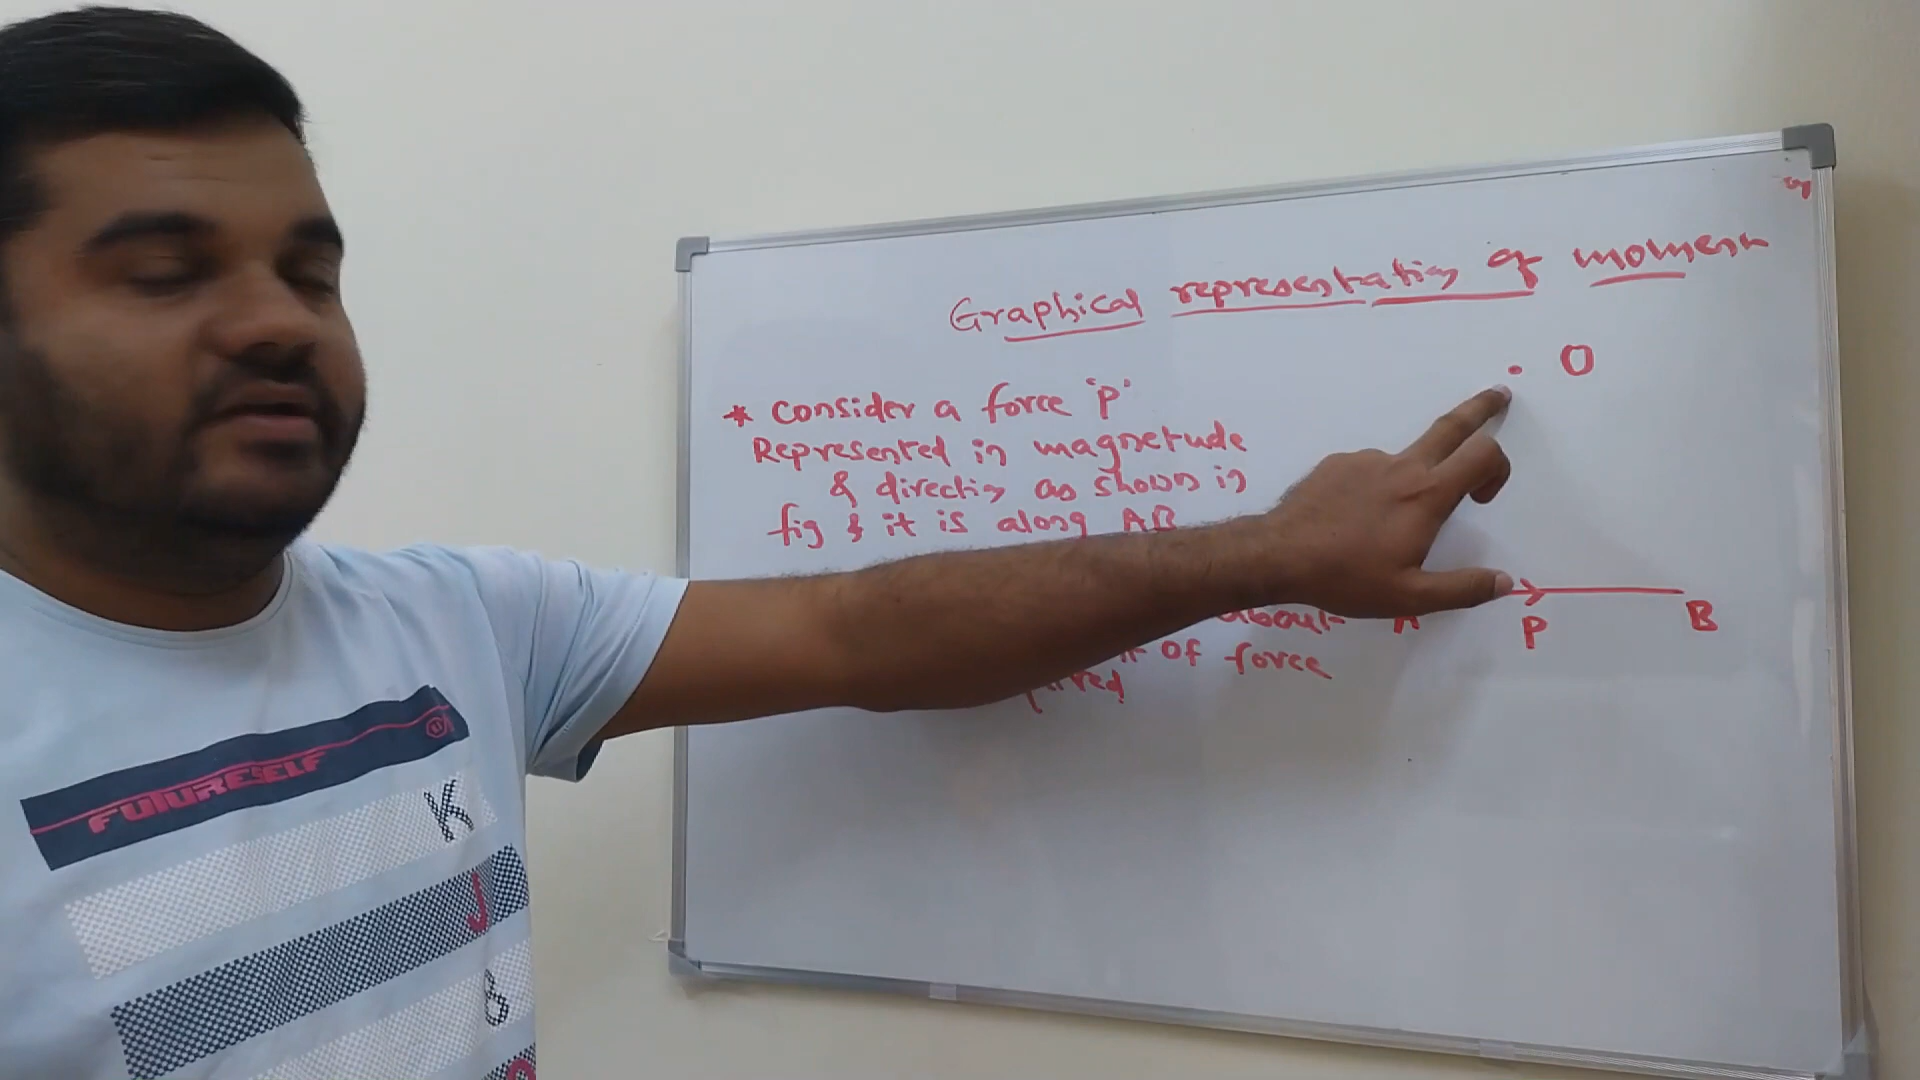 Graphical representation of moment
O
* Consider a force 'p'
Represented in magnetude
& direction as shown in
fig & it is along AB
about A
P
B
of force
FUTURESELF
K
J
B